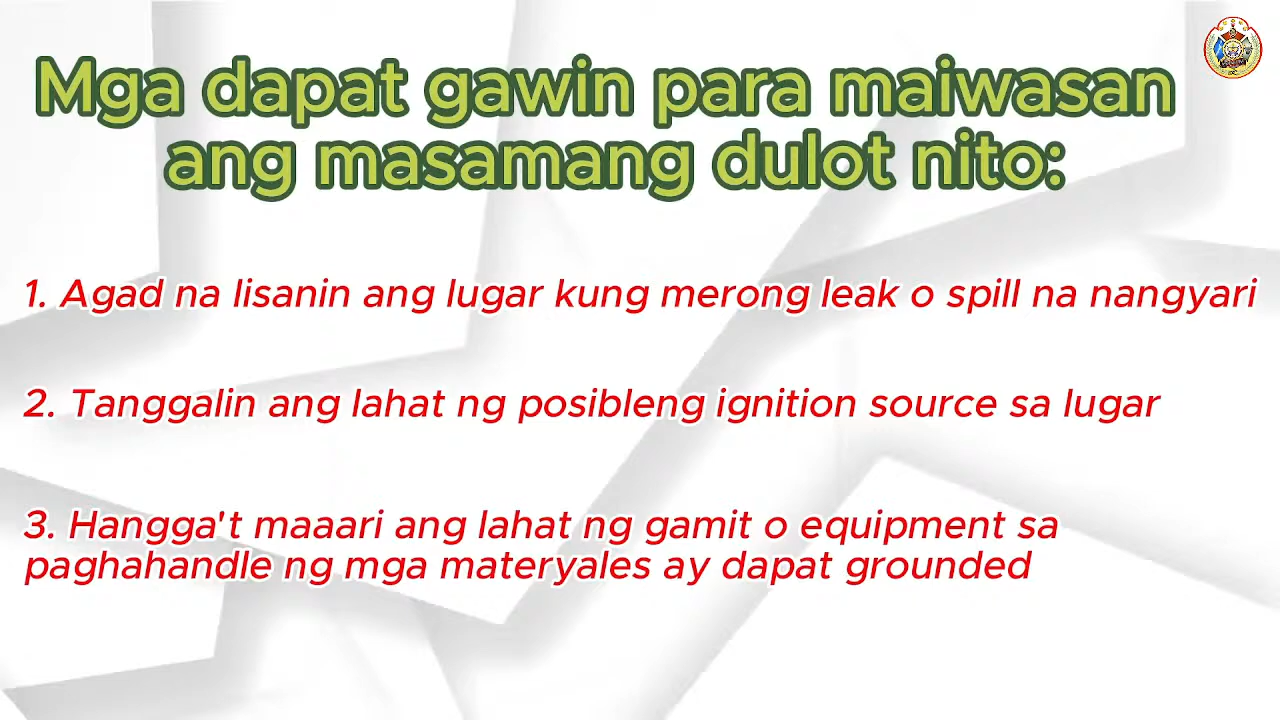 Mga dapat gawin para maiwasan
ang masamang dulot nito:
1. Agad na lisanin ang lugar kung merong leak o spill na nangyari
2. Tanggalin ang lahat ng posibleng ignition source sa lugar
3. Hangga't maaari ang lahat ng gamit o equipment sa
paghahandle ng mga materyales ay dapat grounded